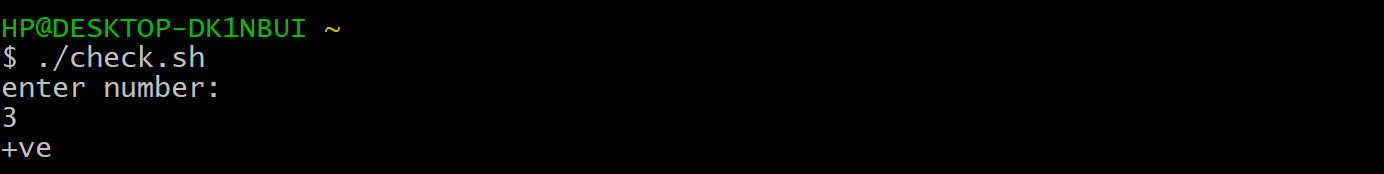 HP@DESKTOP-DK1NBUI ~
$ ./check.sh
enter number:
3
+ve